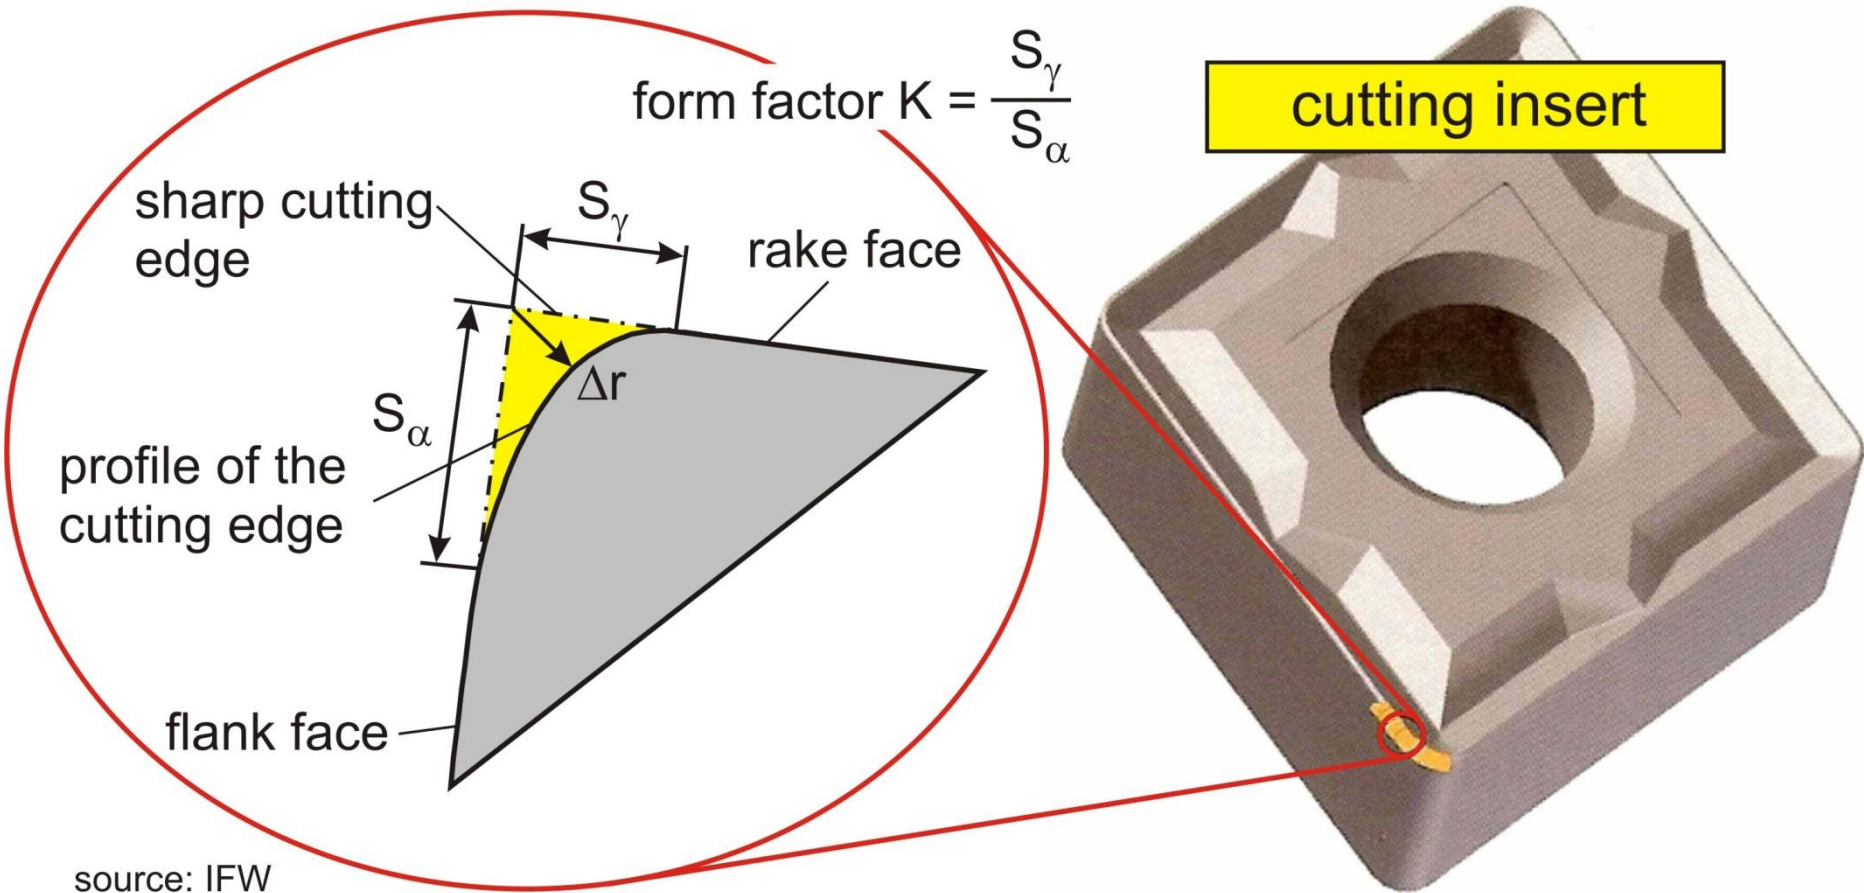 form factor K = Sγ / Sα
cutting insert
sharp cutting
edge
Sγ
rake face
Δr
Sα
profile of the
cutting edge
flank face
source: IFW